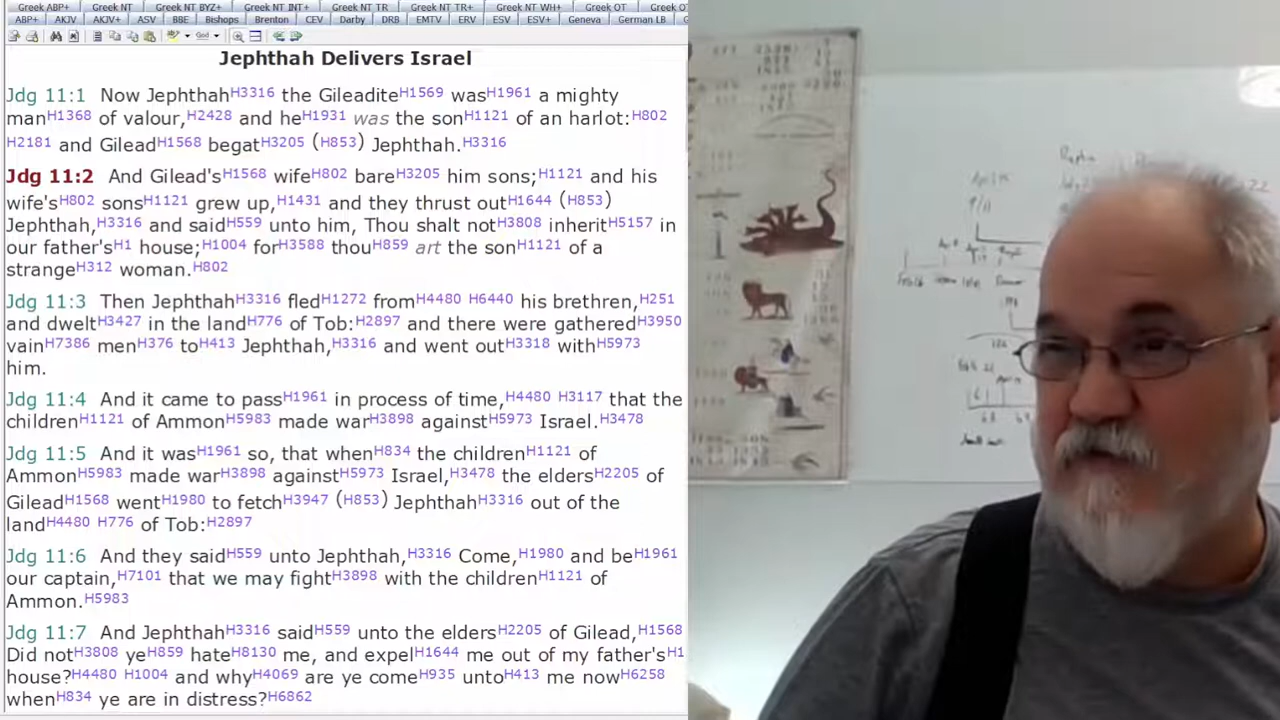 Greek ABP+ Greek NT Greek NT BYZ+ Greek NT INT+ Greek NT TR Greek NT TR+ Greek NT WH+ Greek OT Greek O
ABP+ AKJV AKJV+ ASV BBE Bishops Brenton CEV Darby DRB EMTV ERV ESV ESV+ Geneva German LB G
Jephthah Delivers Israel
Jdg 11:1 Now JephthahH3316 the GileaditeH1569 wasH1961 a mighty
manH1368 of valour,H2428 and heH1931 was the sonH1121 of an harlot:H802
H2181 and GileadH1568 begatH3205 (H853) Jephthah.H3316
Jdg 11:2 And Gilead'sH1568 wifeH802 bareH3205 him sons;H1121 and his
wife'sH802 sonsH1121 grew up,H1431 and they thrust outH1644 (H853)
Jephthah,H3316 and saidH559 unto him, Thou shalt notH3808 inheritH5157 in
our father'sH1 house;H1004 forH3588 thouH859 art the sonH1121 of a
strangeH312 woman.H802
Jdg 11:3 Then JephthahH3316 fledH1272 fromH4480 H6440 his brethren,H251
and dweltH3427 in the landH776 of Tob:H2897 and there were gatheredH3950
vainH7386 menH376 toH413 Jephthah,H3316 and went outH3318 withH5973
him.
Jdg 11:4 And it came to passH1961 in process of time,H4480 H3117 that the
childrenH1121 of AmmonH5983 made warH3898 againstH5973 Israel.H3478
Jdg 11:5 And it wasH1961 so, that whenH834 the childrenH1121 of
AmmonH5983 made warH3898 againstH5973 Israel,H3478 the eldersH2205 of
GileadH1568 wentH1980 to fetchH3947 (H853) JephthahH3316 out of the
landH4480 H776 of Tob:H2897
Jdg 11:6 And they saidH559 unto Jephthah,H3316 Come,H1980 and beH1961
our captain,H7101 that we may fightH3898 with the childrenH1121 of
Ammon.H5983
Jdg 11:7 And JephthahH3316 saidH559 unto the eldersH2205 of Gilead,H1568
Did notH3808 yeH859 hateH8130 me, and expelH1644 me out of my father'sH1
house?H4480 H1004 and whyH4069 are ye comeH935 untoH413 me nowH6258
whenH834 ye are in distress?H6862
9/11
22